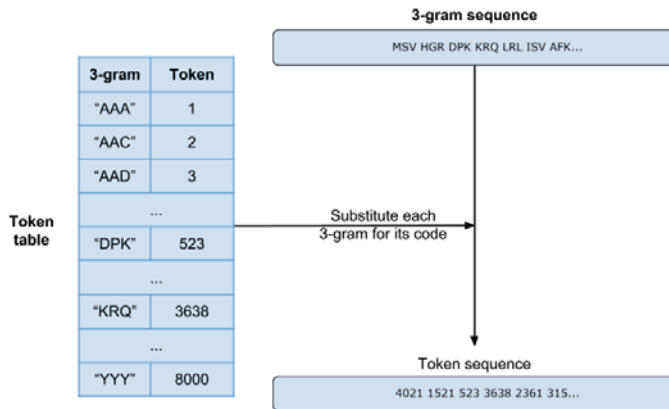 3-gram sequence
MSV HGR DPK KRQ LRL ISV AFK...
3-gram Token
"AAA" 1
"AAC" 2
"AAD" 3
...
"DPK" 523
...
"KRQ" 3638
...
"YYY" 8000
Token
table
Substitute each
3-gram for its code
Token sequence
4021 1521 523 3638 2361 315...